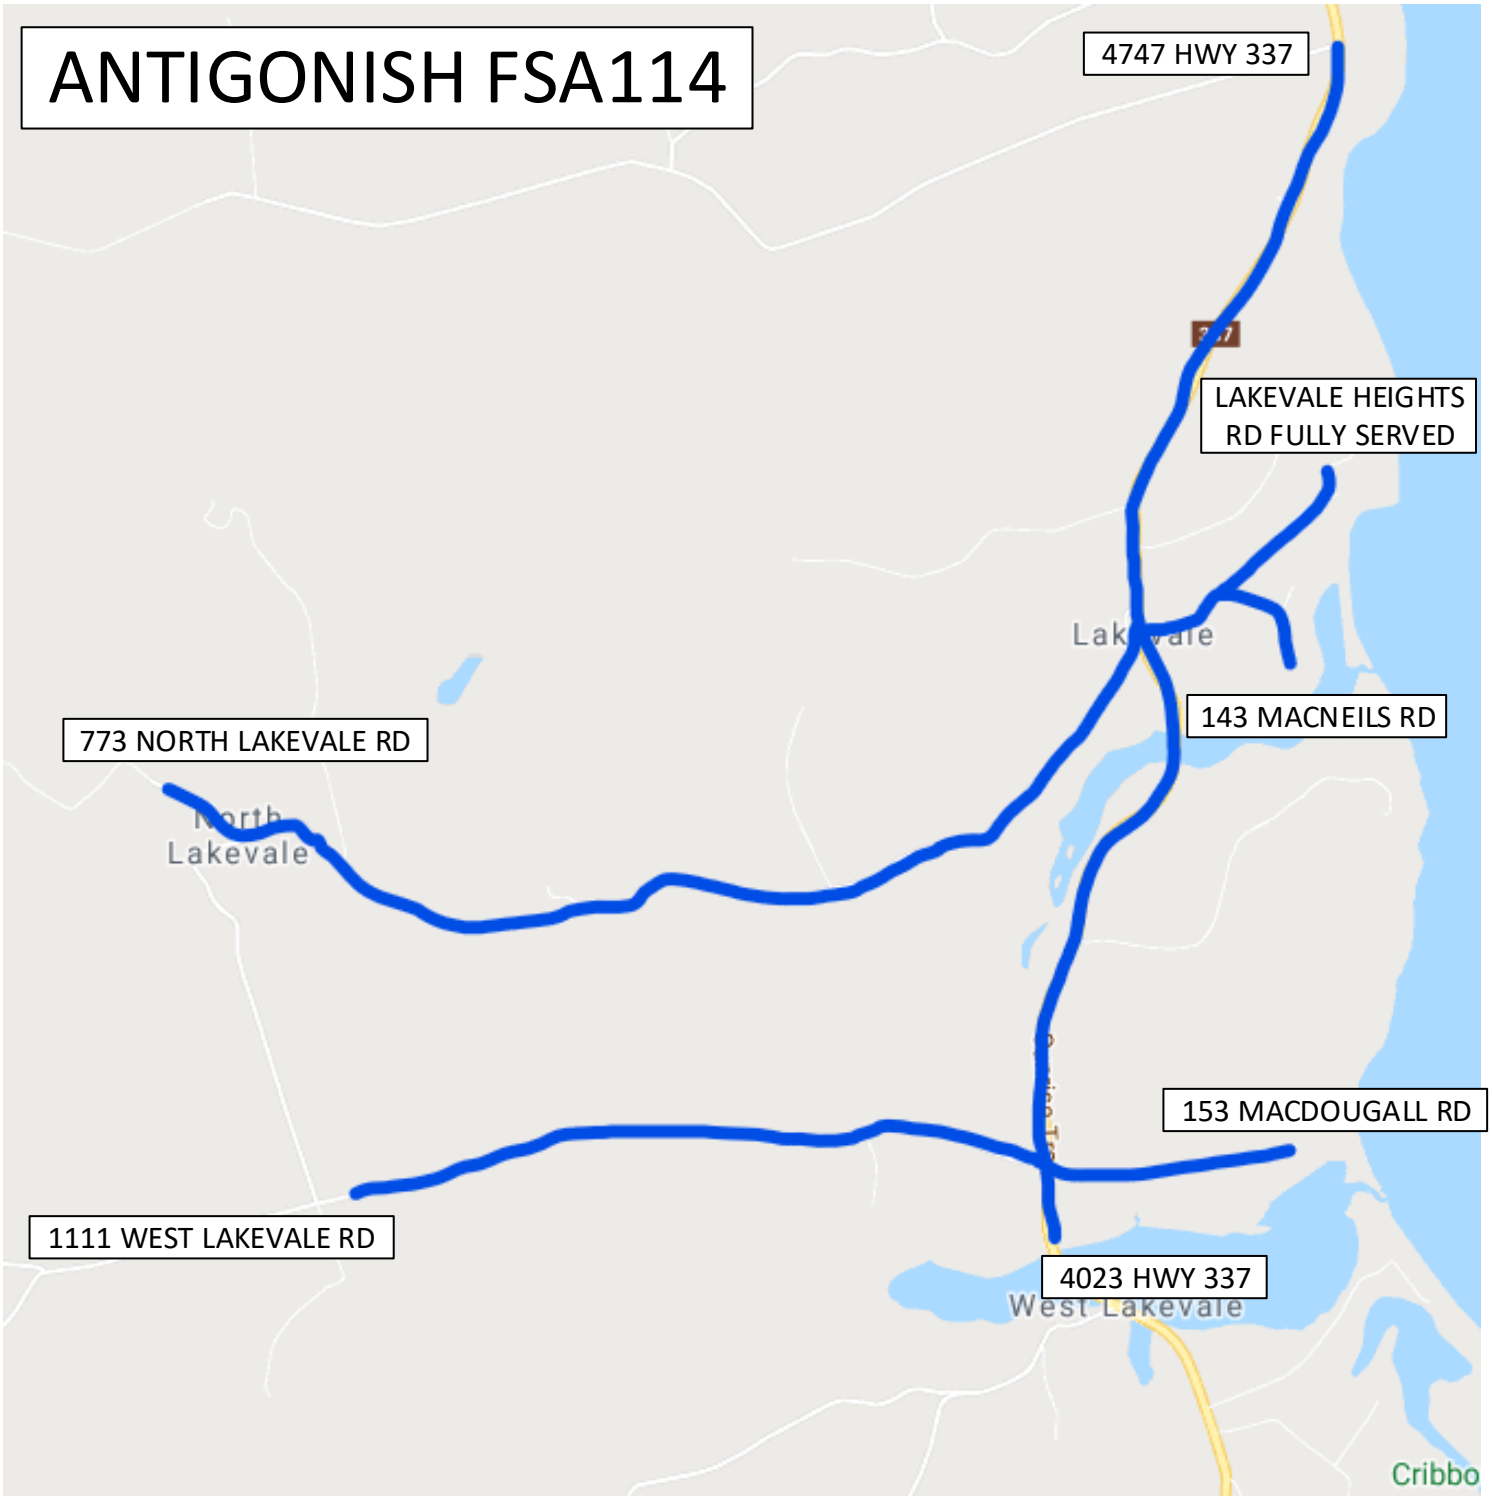 ANTIGONISH FSA114
4747 HWY 337
LAKEVALE HEIGHTS
RD FULLY SERVED
143 MACNEILS RD
773 NORTH LAKEVALE RD
North
Lakevale
153 MACDOUGALL RD
1111 WEST LAKEVALE RD
4023 HWY 337
West Lakevale
Cribbo